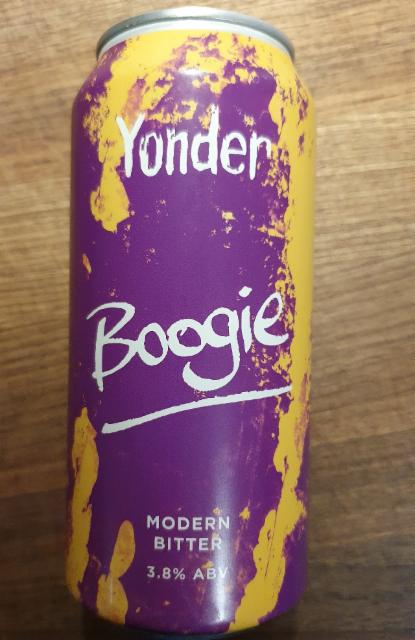 Yonder
Boogie
MODERN
BITTER
3.8% ABV